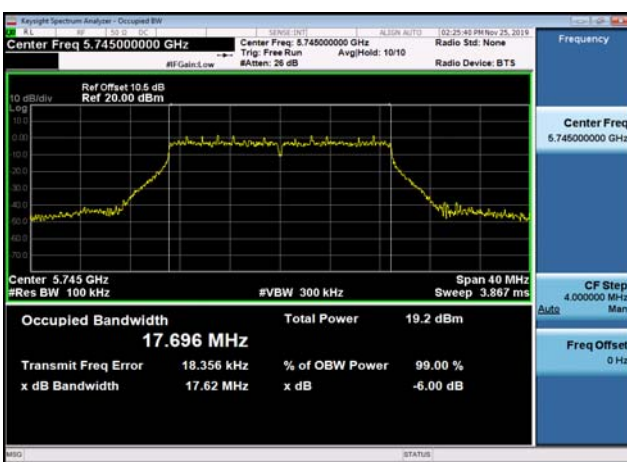 Keysight Spectrum Analyzer - Occupied BW
RL RF 50 Ω DC SENSE:INT ALIGN AUTO 02:25:40 PM Nov 25, 2019
Center Freq 5.745000000 GHz
Center Freq: 5.745000000 GHz
Radio Std: None
Trig: Free Run Avg|Hold: 10/10
#IFGain:Low
#Atten: 26 dB
Radio Device: BTS
Frequency
Ref Offset 10.5 dB
10 dB/div Ref 20.00 dBm
Log
10.0
0.00
Center 5.745 GHz
Span 40 MHz
#Res BW 100 kHz
#VBW 300 kHz
Sweep 3.867 ms
Occupied Bandwidth
17.696 MHz
Total Power 19.2 dBm
Transmit Freq Error 18.356 kHz
% of OBW Power 99.00 %
x dB Bandwidth 17.62 MHz
x dB -6.00 dB
Center Freq
5.745000000 GHz
CF Step
4.000000 MHz
Auto Man
Freq Offset
0 Hz
MSG
STATUS